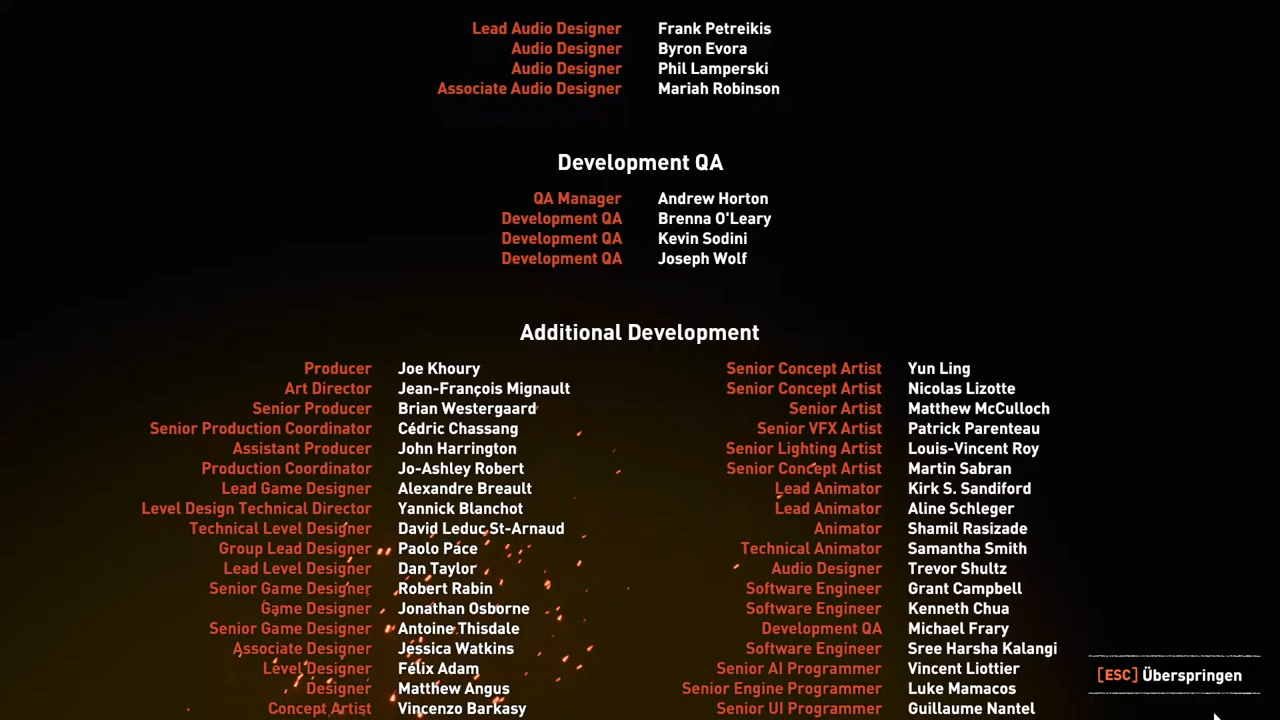 Lead Audio Designer Frank Petreikis
Audio Designer Byron Evora
Audio Designer Phil Lamperski
Associate Audio Designer Mariah Robinson
Development QA
QA Manager Andrew Horton
Development QA Brenna O'Leary
Development QA Kevin Sodini
Development QA Joseph Wolf
Additional Development
Producer Joe Khoury
Art Director Jean-François Mignault
Senior Producer Brian Westergaard
Senior Production Coordinator Cédric Chassang
Assistant Producer John Harrington
Production Coordinator Jo-Ashley Robert
Lead Game Designer Alexandre Breault
Level Design Technical Director Yannick Blanchot
Technical Level Designer David Leduc St-Arnaud
Group Lead Designer Paolo Pace
Lead Level Designer Dan Taylor
Senior Game Designer Robert Rabin
Game Designer Jonathan Osborne
Senior Game Designer Antoine Thisdale
Associate Designer Jessica Watkins
Level Designer Félix Adam
Designer Matthew Angus
Concept Artist Vincenzo Barkasy
Senior Concept Artist Yun Ling
Senior Concept Artist Nicolas Lizotte
Senior Artist Matthew McCulloch
Senior VFX Artist Patrick Parenteau
Senior Lighting Artist Louis-Vincent Roy
Senior Concept Artist Martin Sabran
Lead Animator Kirk S. Sandiford
Lead Animator Aline Schleger
Animator Shamil Rasizade
Technical Animator Samantha Smith
Audio Designer Trevor Shultz
Software Engineer Grant Campbell
Software Engineer Kenneth Chua
Development QA Michael Frary
Software Engineer Sree Harsha Kalangi
Senior AI Programmer Vincent Liottier
Senior Engine Programmer Luke Mamacos
Senior UI Programmer Guillaume Nantel
[ESC] Überspringen